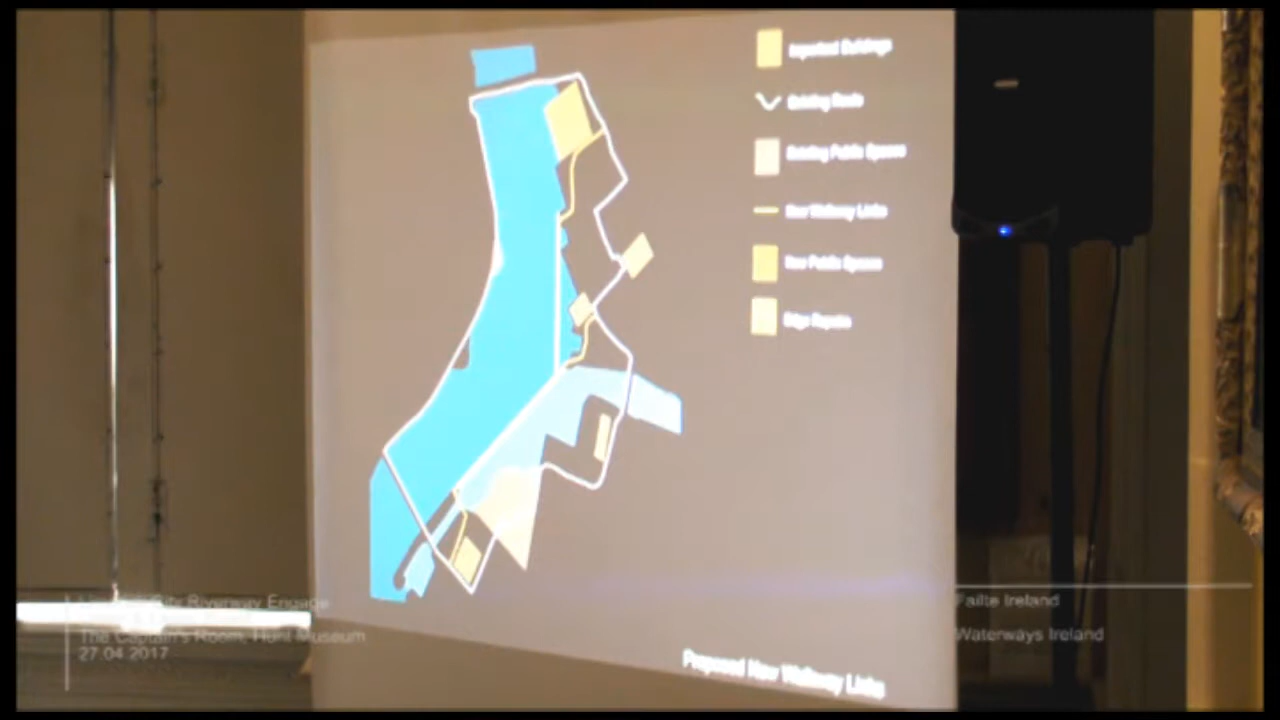 Important Buildings
Existing Route
Existing Public Spaces
New Walkway Links
New Public Spaces
Edge Repairs
Proposed New Walkway Links
City Riverway Engage
The Captain's Room, Hunt Museum
27.04.2017
Failte Ireland
Waterways Ireland